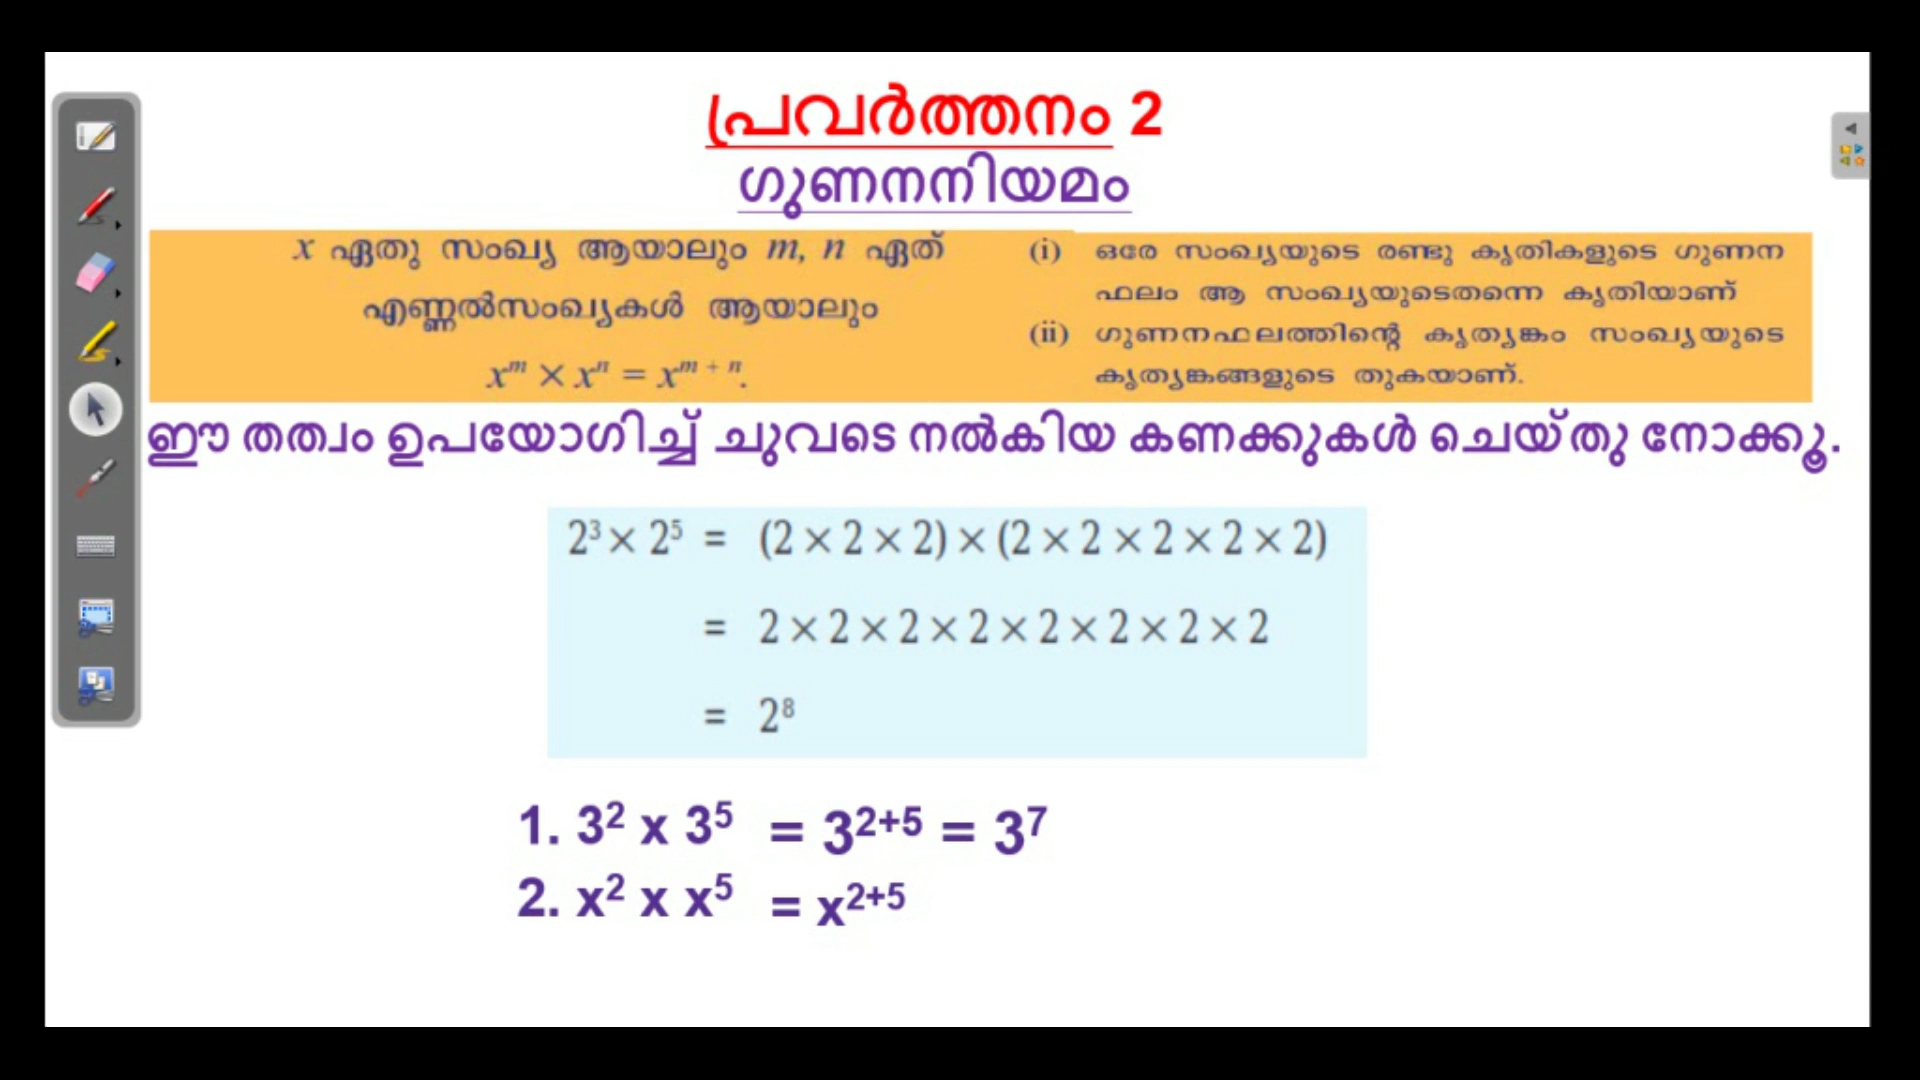 പ്രവർത്തനം 2
ഗുണനനിയമം
x ഏതു സംഖ്യ ആയാലും m, n ഏത്
എണ്ണൽസംഖ്യകൾ ആയാലും
xᵐ × xⁿ = xᵐ ⁺ ⁿ.
(i) ഒരേ സംഖ്യയുടെ രണ്ടു കൃതികളുടെ ഗുണന
ഫലം ആ സംഖ്യയുടെതന്നെ കൃതിയാണ്
(ii) ഗുണനഫലത്തിന്റെ കൃത്യങ്കം സംഖ്യയുടെ
കൃത്യങ്കങ്ങളുടെ തുകയാണ്.
ഈ തത്വം ഉപയോഗിച്ച് ചുവടെ നൽകിയ കണക്കുകൾ ചെയ്തു നോക്കൂ.
2³ × 2⁵ = (2 × 2 × 2) × (2 × 2 × 2 × 2 × 2)
= 2 × 2 × 2 × 2 × 2 × 2 × 2 × 2
= 2⁸
1. 3² x 3⁵ = 3²⁺⁵ = 3⁷
2. x² x x⁵ = x²⁺⁵